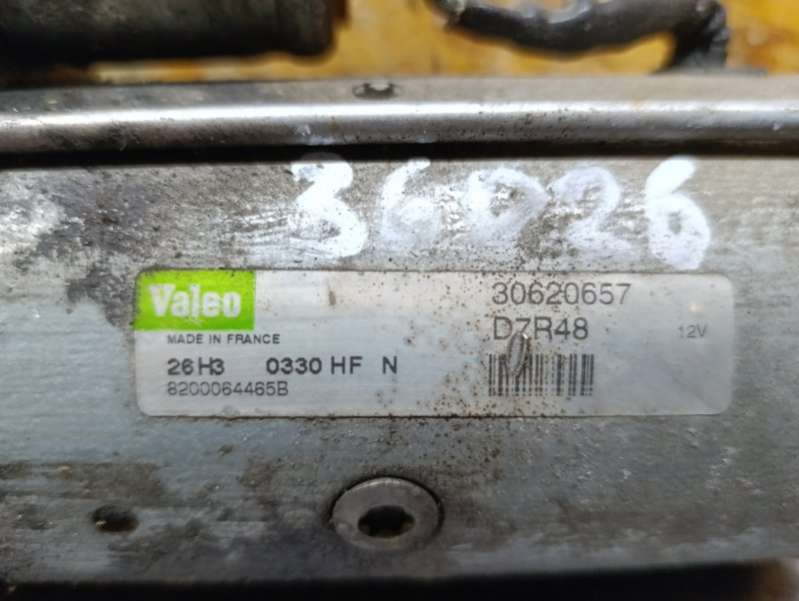 36026
Valeo
MADE IN FRANCE
26H3 0330 HF N
8200064465B
30620657
D7R48 12V